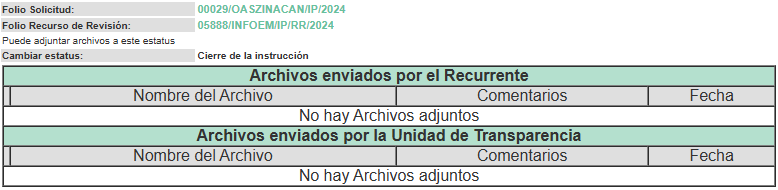 Folio Solicitud: 00029/OASZINACAN/IP/2024
Folio Recurso de Revisión: 05888/INFOEM/IP/RR/2024
Puede adjuntar archivos a este estatus
Cambiar estatus: Cierre de la instrucción
Archivos enviados por el Recurrente
Nombre del Archivo Comentarios Fecha
No hay Archivos adjuntos
Archivos enviados por la Unidad de Transparencia
Nombre del Archivo Comentarios Fecha
No hay Archivos adjuntos